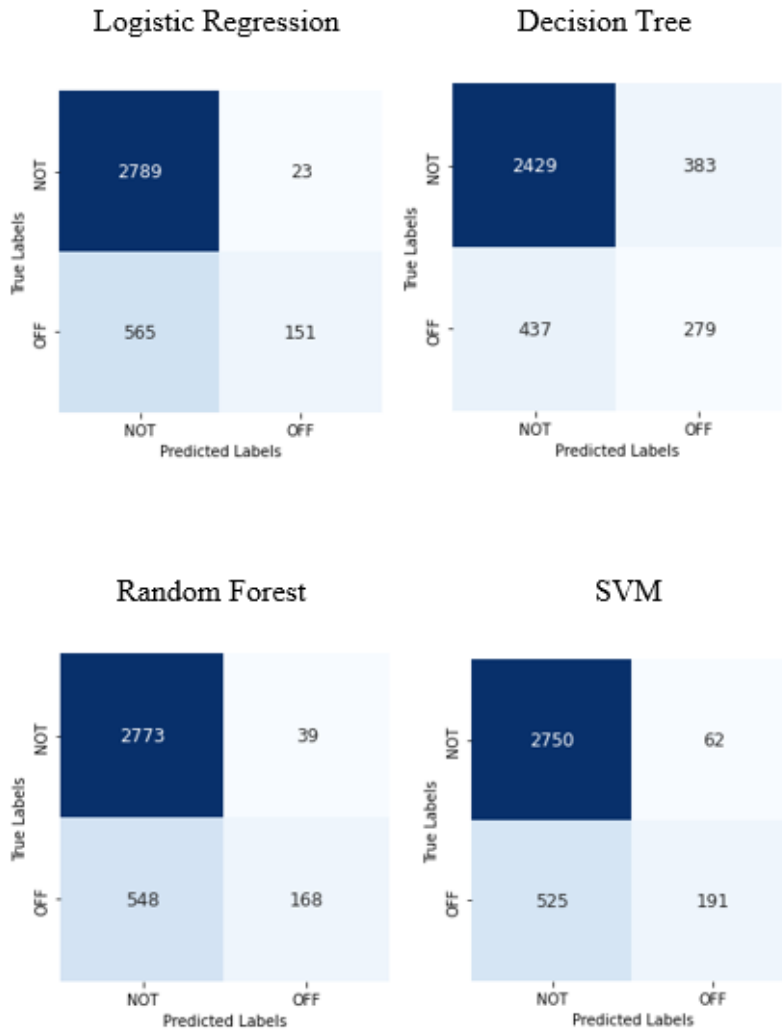 Logistic Regression
NOT
2789 23
True Labels
OFF
565 151
NOT OFF
Predicted Labels
Decision Tree
NOT
2429 383
True Labels
OFF
437 279
NOT OFF
Predicted Labels
Random Forest
NOT
2773 39
True Labels
OFF
548 168
NOT OFF
Predicted Labels
SVM
NOT
2750 62
True Labels
OFF
525 191
NOT OFF
Predicted Labels